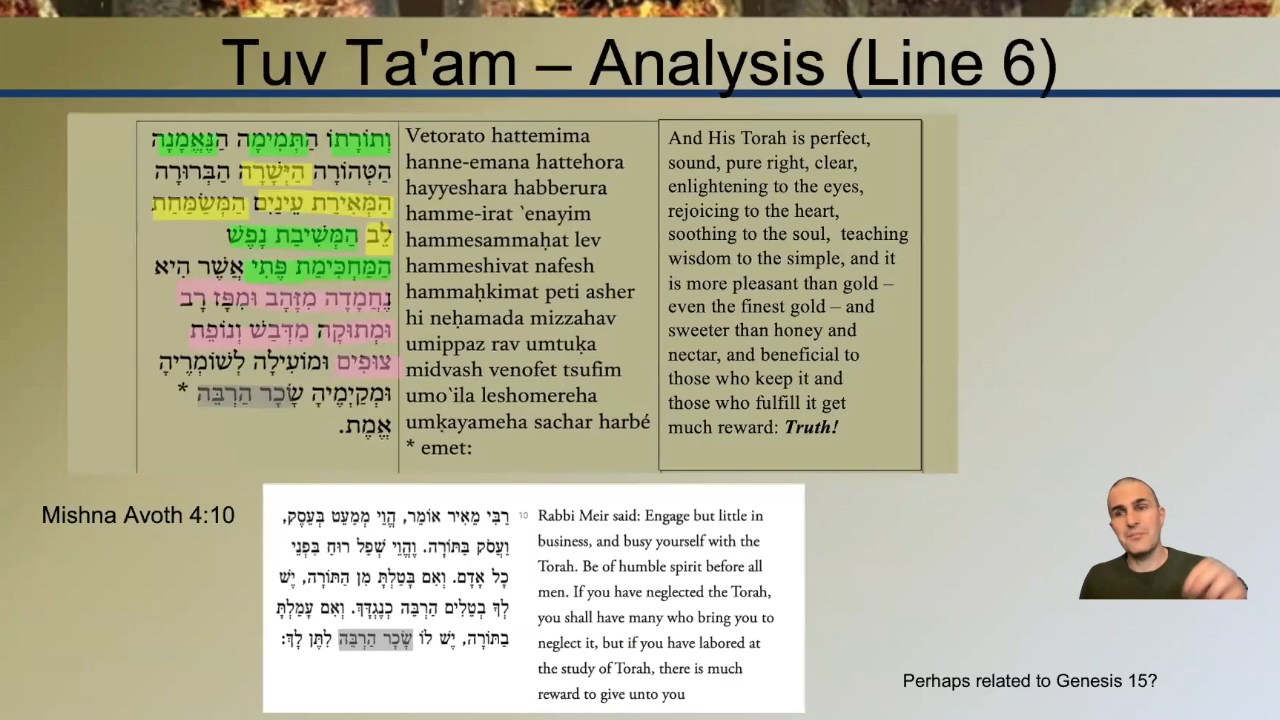 Tuv Ta'am – Analysis (Line 6)
וְתוֹרָתוֹ הַתְּמִימָה הַנֶּאֱמָנָה
הַטְּהוֹרָה הַיְּשָׁרָה הַבְּרוּרָה
הַמְּאִירַת עֵינַיִם הַמְּשַׂמַּחַת
לֵב הַמְּשִׁיבַת נֶפֶשׁ
הַמַּחְכִּימַת פֶּתִי אֲשֶׁר הִיא
נֶחֱמָדָה מִזָּהָב וּמִפָּז רָב
וּמְתוּקָה מִדְּבַשׁ וְנוֹפֶת
צוּפִים וּמוֹעִילָה לְשׁוֹמְרֶיהָ
וּמְקַיְמֶיהָ שָׂכָר הַרְבֵּה *
אֱמֶת.
Vetorato hattemima
hanne-emana hattehora
hayyeshara habberura
hamme-irat `enayim
hammesammaḥat lev
hammeshivat nafesh
hammaḥkimat peti asher
hi neḥamada mizzahav
umippaz rav umtuḳa
midvash venofet tsufim
umo`ila leshomereha
umḳayameha sachar harbé
* emet:
And His Torah is perfect,
sound, pure right, clear,
enlightening to the eyes,
rejoicing to the heart,
soothing to the soul, teaching
wisdom to the simple, and it
is more pleasant than gold –
even the finest gold – and
sweeter than honey and
nectar, and beneficial to
those who keep it and
those who fulfill it get
much reward: Truth!
Mishna Avoth 4:10
רַבִּי מֵאִיר אוֹמֵר, הֱוֵי מְמַעֵט בְּעֵסֶק,
וַעֲסֹק בַּתּוֹרָה. וֶהֱוֵי שְׁפַל רוּחַ בִּפְנֵי
כָל אָדָם. וְאִם בָּטַלְתָּ מִן הַתּוֹרָה, יֶשׁ
לְךָ בְטֵלִים הַרְבֵּה כְנֶגְדָּךְ. וְאִם עָמַלְתָּ
בַתּוֹרָה, יֶשׁ לוֹ שָׂכָר הַרְבֵּה לִתֶּן לָךְ:
10
Rabbi Meir said: Engage but little in
business, and busy yourself with the
Torah. Be of humble spirit before all
men. If you have neglected the Torah,
you shall have many who bring you to
neglect it, but if you have labored at
the study of Torah, there is much
reward to give unto you
Perhaps related to Genesis 15?